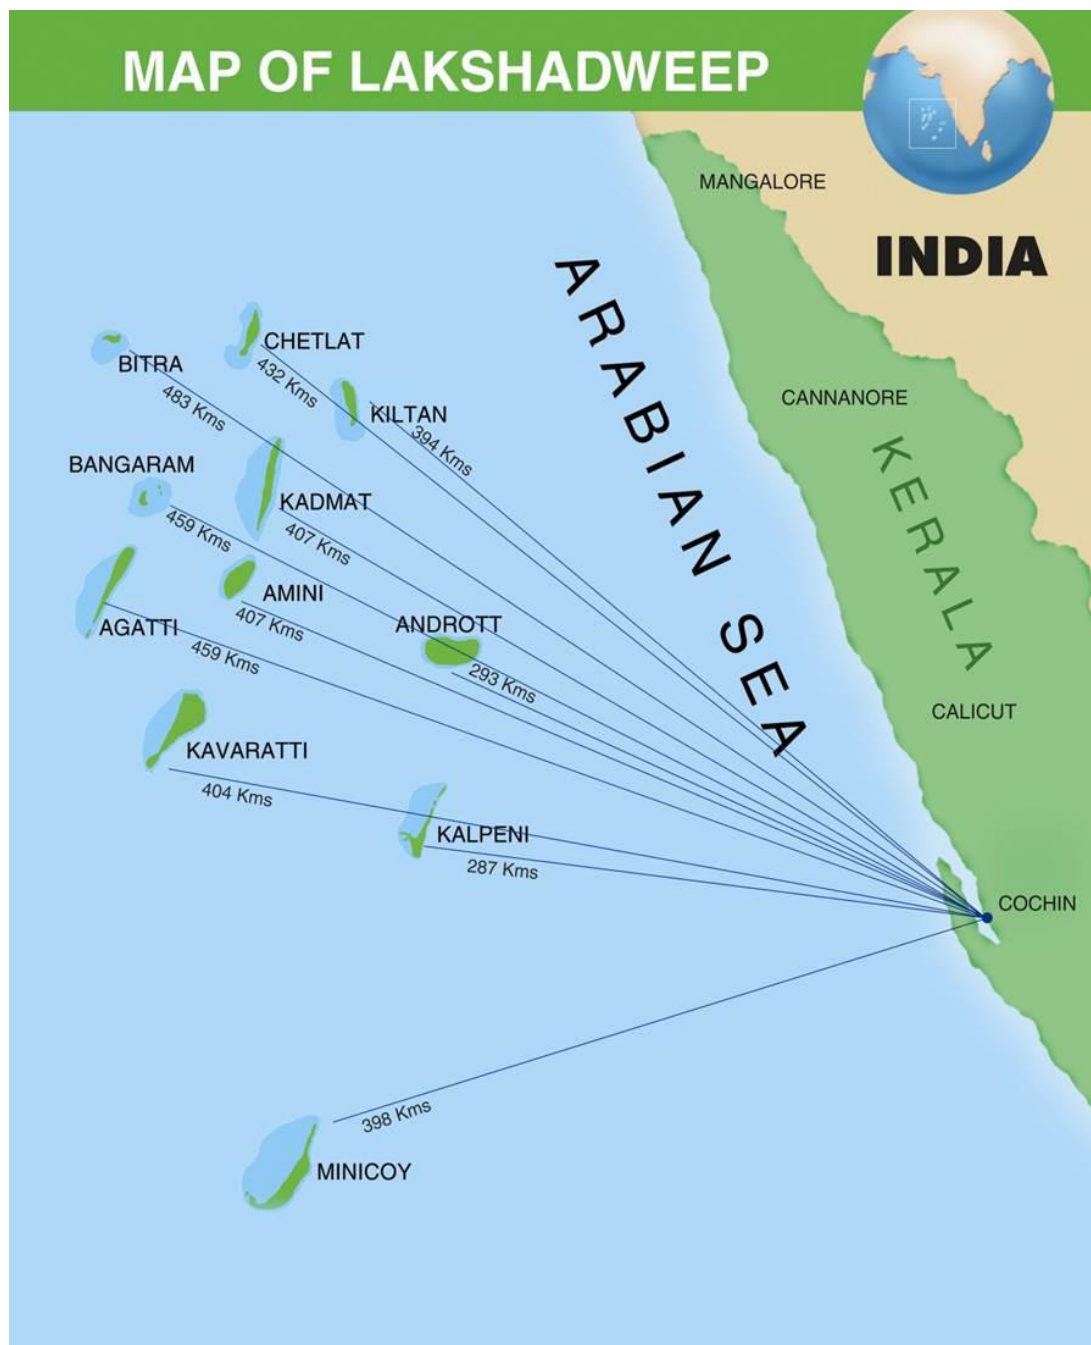 MAP OF LAKSHADWEEP
MANGALORE
INDIA
ARABIAN SEA
CHETLAT
432 Kms
BITRA
483 Kms
KILTAN
394 Kms
CANNANORE
KERALA
BANGARAM
459 Kms
KADMAT
407 Kms
AMINI
407 Kms
ANDROTT
293 Kms
AGATTI
459 Kms
CALICUT
KAVARATTI
404 Kms
KALPENI
287 Kms
COCHIN
398 Kms
MINICOY